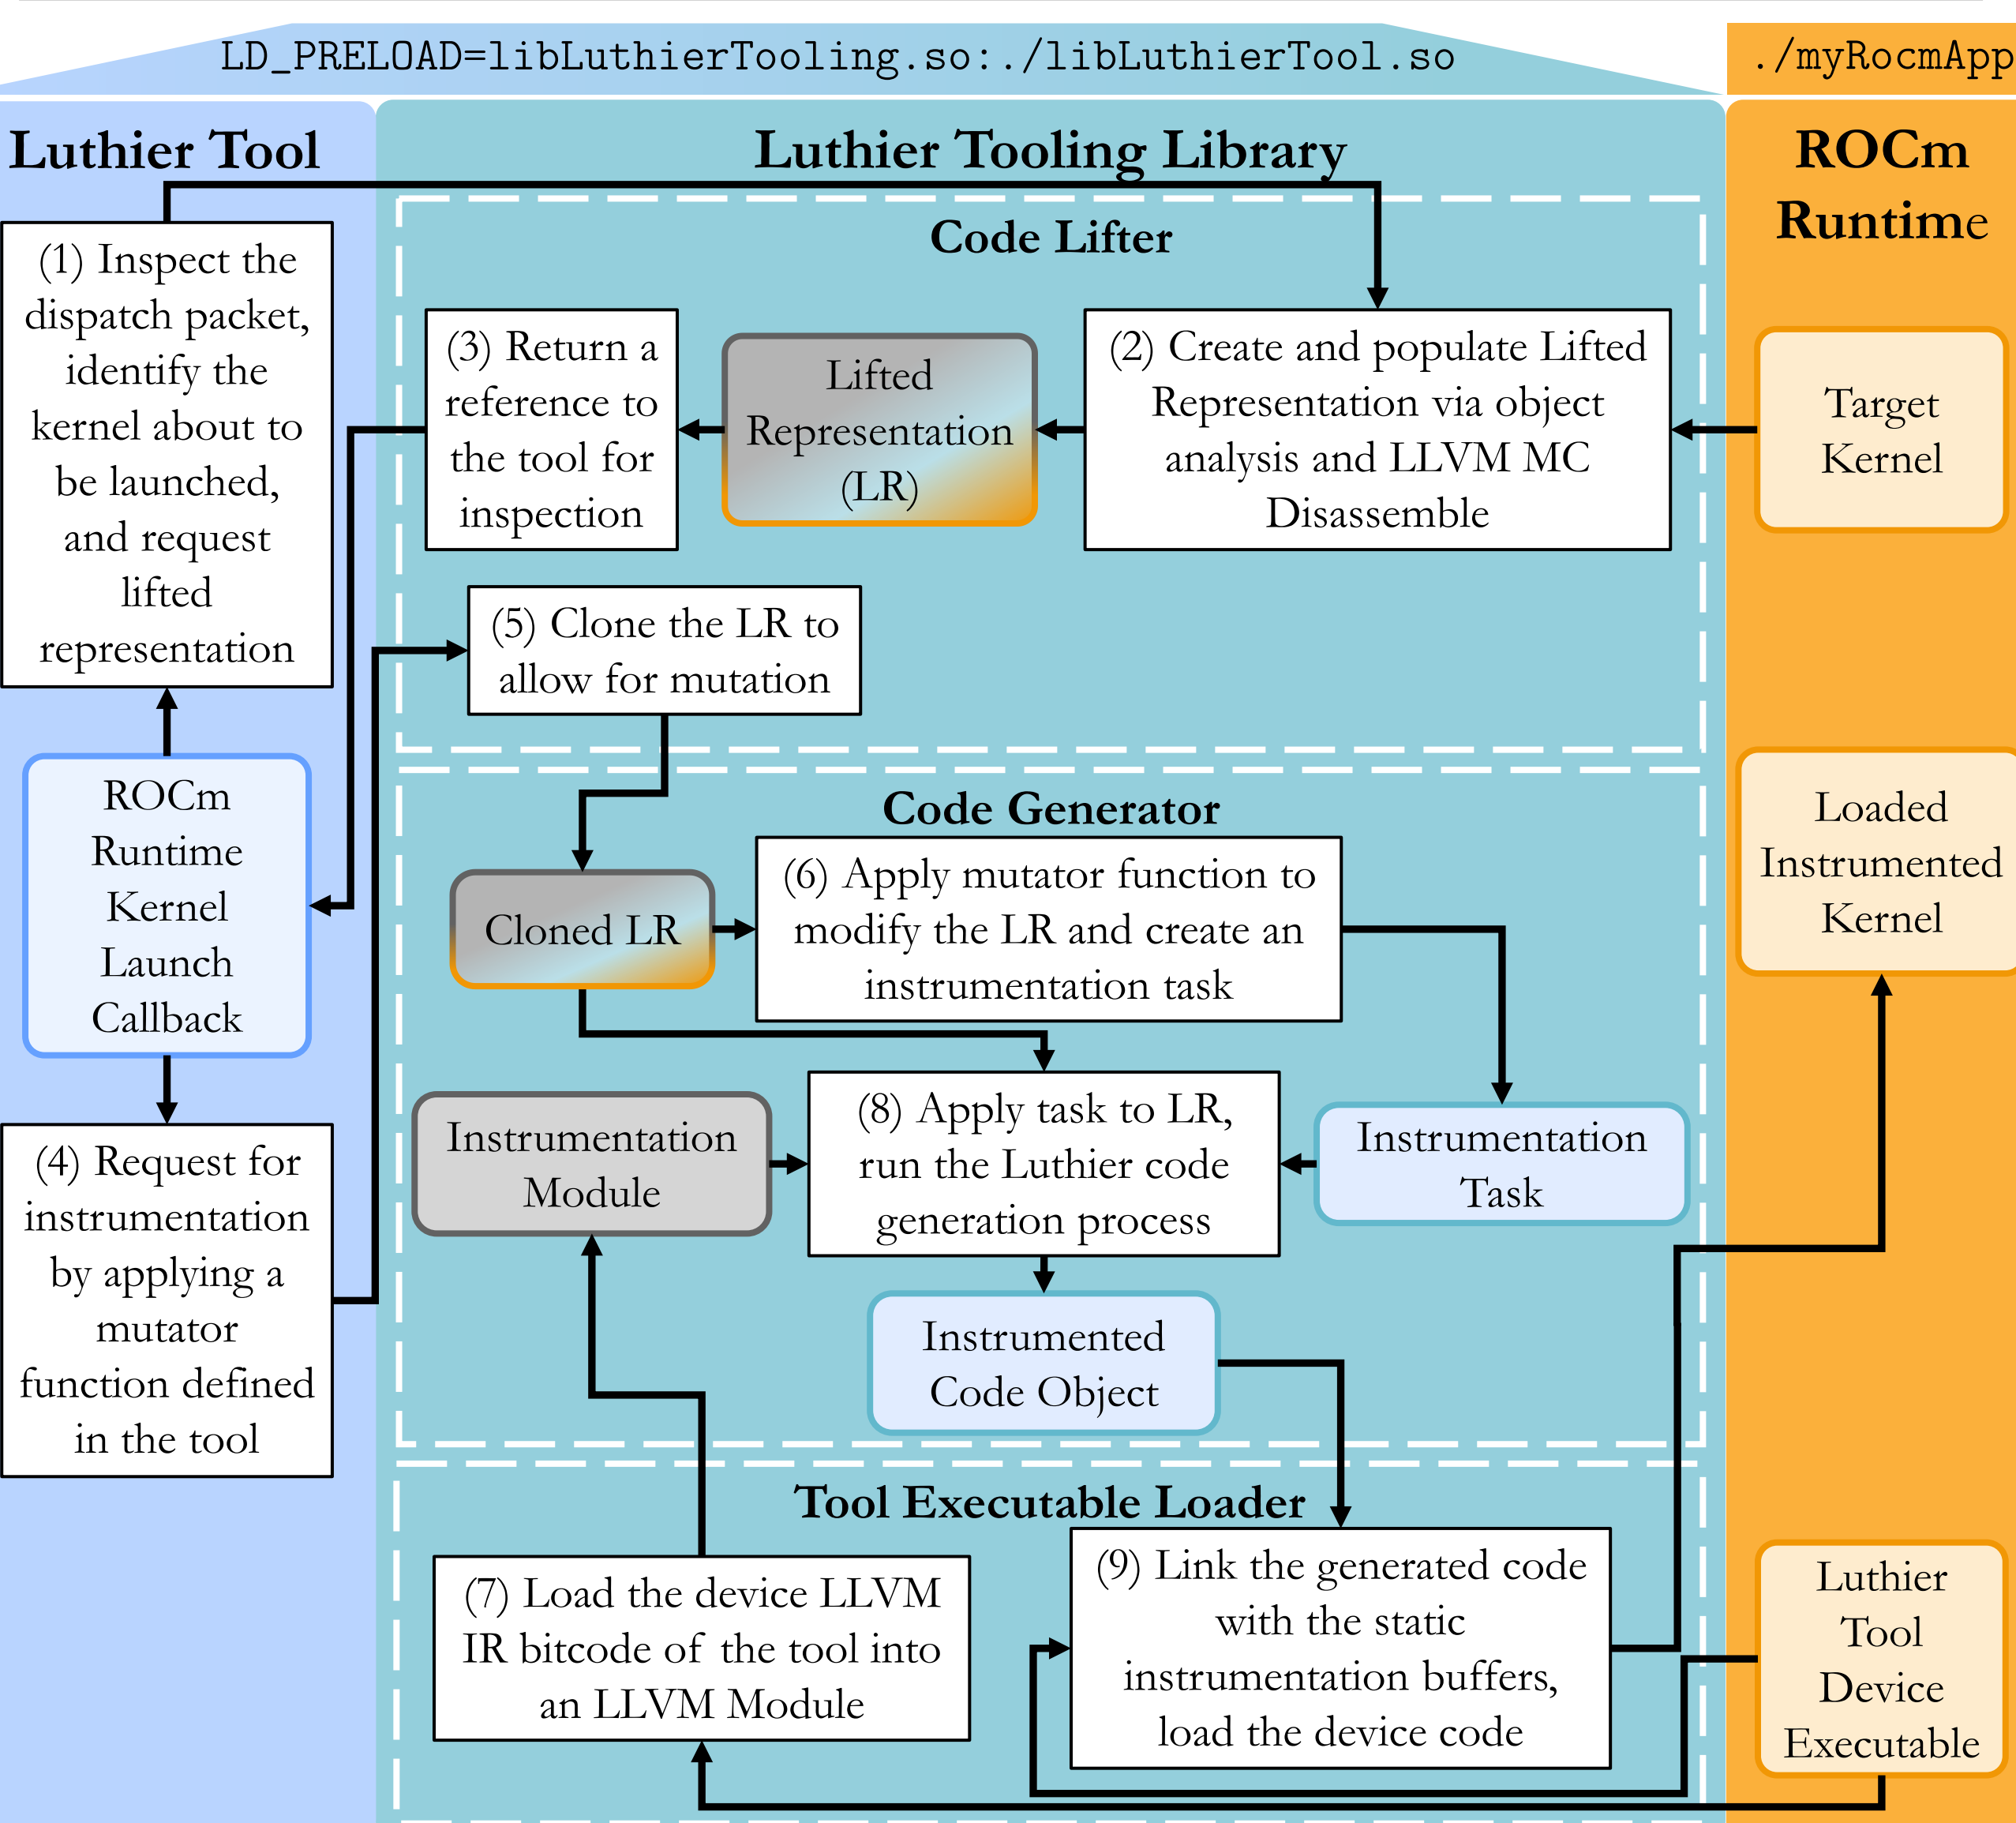 LD_PRELOAD=libLuthierTooling.so:./libLuthierTool.so
./myRocmApp
Luthier Tool
Luthier Tooling Library
ROCm
Runtime
Code Lifter
(1) Inspect the
dispatch packet,
identify the
kernel about to
be launched,
and request
lifted
representation
(3) Return a
reference to
the tool for
inspection
Lifted
Representation
(LR)
(2) Create and populate Lifted
Representation via object
analysis and LLVM MC
Disassemble
Target
Kernel
(5) Clone the LR to
allow for mutation
ROCm
Runtime
Kernel
Launch
Callback
Code Generator
Cloned LR
(6) Apply mutator function to
modify the LR and create an
instrumentation task
Loaded
Instrumented
Kernel
(4) Request for
instrumentation
by applying a
mutator
function defined
in the tool
Instrumentation
Module
(8) Apply task to LR,
run the Luthier code
generation process
Instrumentation
Task
Instrumented
Code Object
Tool Executable Loader
(7) Load the device LLVM
IR bitcode of the tool into
an LLVM Module
(9) Link the generated code
with the static
instrumentation buffers,
load the device code
Luthier
Tool
Device
Executable